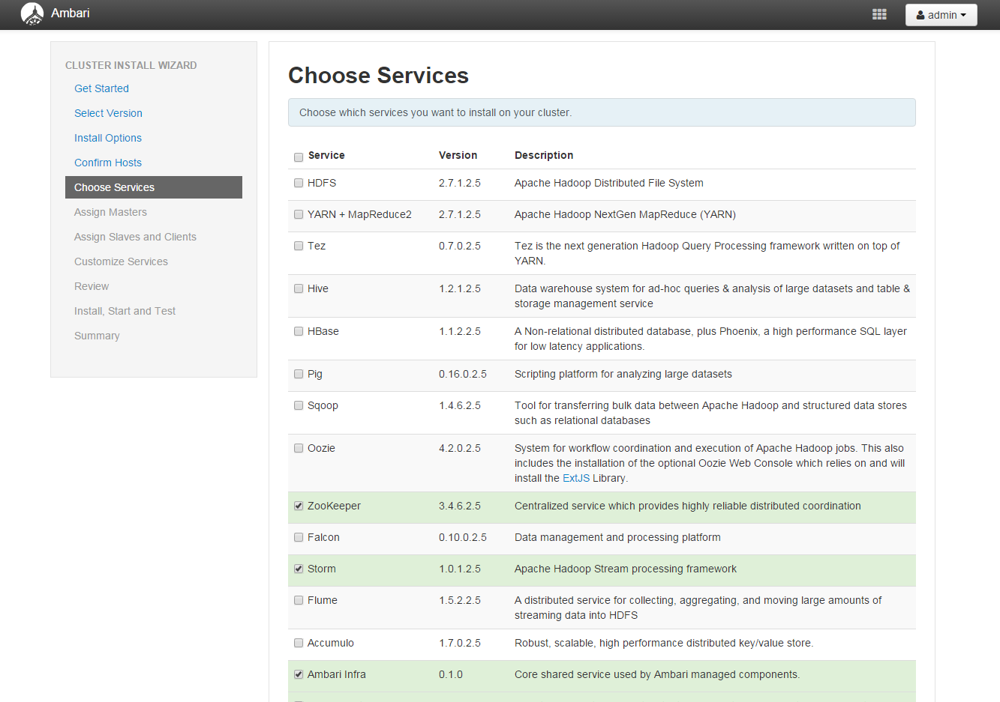 Ambari
admin
CLUSTER INSTALL WIZARD
Get Started
Select Version
Install Options
Confirm Hosts
Choose Services
Assign Masters
Assign Slaves and Clients
Customize Services
Review
Install, Start and Test
Summary
Choose Services
Choose which services you want to install on your cluster.
Service Version Description
HDFS 2.7.1.2.5 Apache Hadoop Distributed File System
YARN + MapReduce2 2.7.1.2.5 Apache Hadoop NextGen MapReduce (YARN)
Tez 0.7.0.2.5 Tez is the next generation Hadoop Query Processing framework written on top of
YARN.
Hive 1.2.1.2.5 Data warehouse system for ad-hoc queries & analysis of large datasets and table &
storage management service
HBase 1.1.2.2.5 A Non-relational distributed database, plus Phoenix, a high performance SQL layer
for low latency applications.
Pig 0.16.0.2.5 Scripting platform for analyzing large datasets
Sqoop 1.4.6.2.5 Tool for transferring bulk data between Apache Hadoop and structured data stores
such as relational databases
Oozie 4.2.0.2.5 System for workflow coordination and execution of Apache Hadoop jobs. This also
includes the installation of the optional Oozie Web Console which relies on and will
install the ExtJS Library.
ZooKeeper 3.4.6.2.5 Centralized service which provides highly reliable distributed coordination
Falcon 0.10.0.2.5 Data management and processing platform
Storm 1.0.1.2.5 Apache Hadoop Stream processing framework
Flume 1.5.2.2.5 A distributed service for collecting, aggregating, and moving large amounts of
streaming data into HDFS
Accumulo 1.7.0.2.5 Robust, scalable, high performance distributed key/value store.
Ambari Infra 0.1.0 Core shared service used by Ambari managed components.